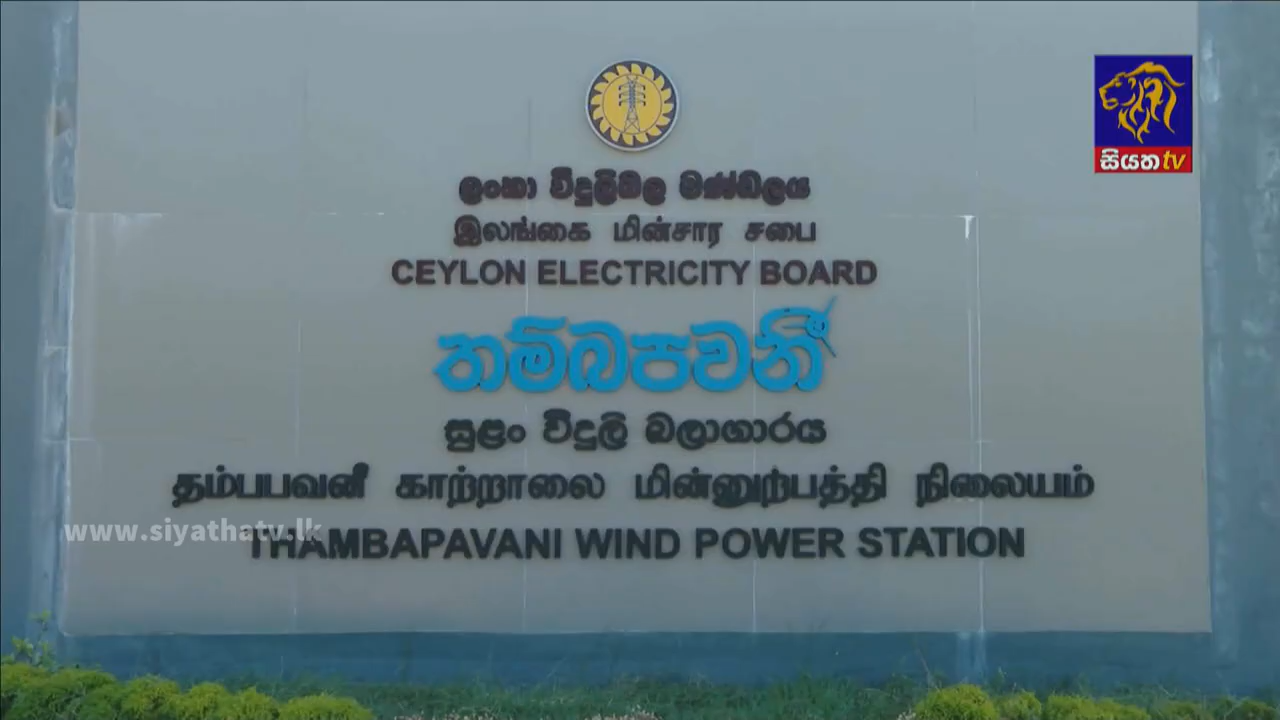 සියත tv
ලංකා විදුලිබල මණ්ඩලය
இலங்கை மின்சார சபை
CEYLON ELECTRICITY BOARD
තම්බපවනී
සුළං විදුලි බලාගාරය
தம்பபவனீ காற்றாலை மின்னுற்பத்தி நிலையம்
www.siyathatv.lk
THAMBAPAVANI WIND POWER STATION